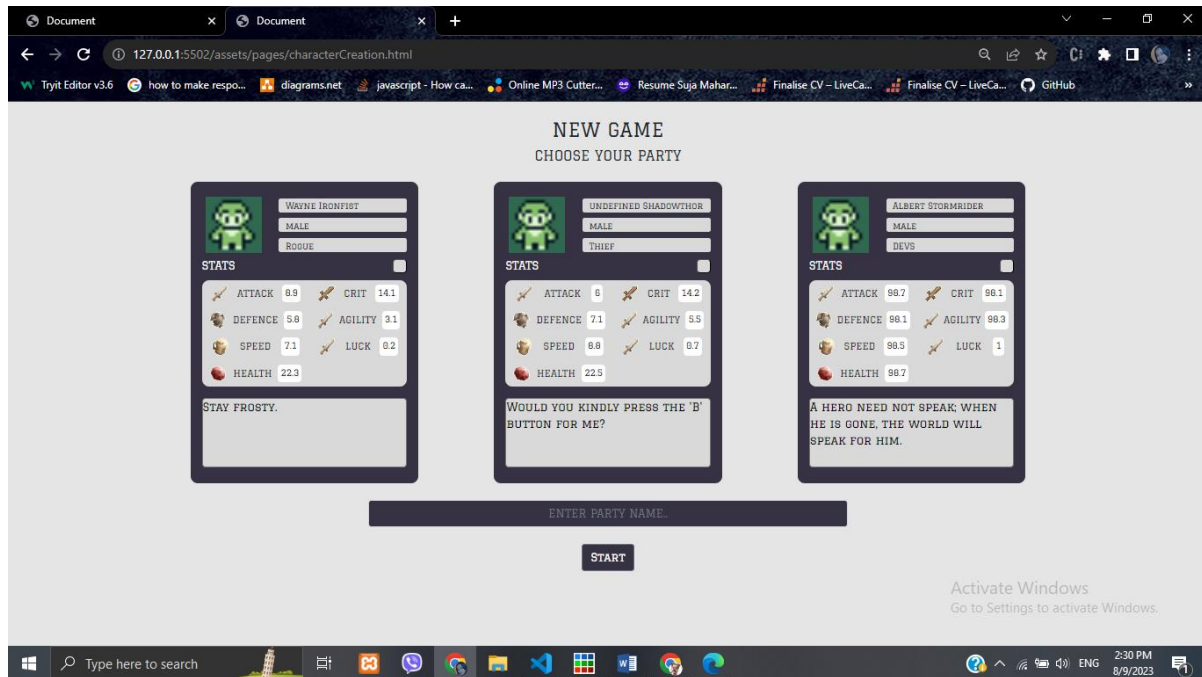 Document
Document
127.0.0.1:5502/assets/pages/characterCreation.html
Tryit Editor v3.6
how to make respo...
diagrams.net
javascript - How ca...
Online MP3 Cutter...
Resume Suja Mahar...
Finalise CV – LiveCa...
Finalise CV – LiveCa...
GitHub
»
NEW GAME
CHOOSE YOUR PARTY
Wayne Ironfist
MALE
Rogue
STATS
ATTACK 8.9 CRIT 14.1
DEFENCE 5.8 AGILITY 3.1
SPEED 7.1 LUCK 0.2
HEALTH 22.3
Stay frosty.
undefined Shadowthor
MALE
Thief
STATS
ATTACK 6 CRIT 14.2
DEFENCE 7.1 AGILITY 5.5
SPEED 8.8 LUCK 0.7
HEALTH 22.5
Would you kindly press the 'B'
button for me?
Albert Stormrider
MALE
DEVS
STATS
ATTACK 98.7 CRIT 98.1
DEFENCE 98.1 AGILITY 98.3
SPEED 98.5 LUCK 1
HEALTH 98.7
A hero need not speak; when
he is gone, the world will
speak for him.
ENTER PARTY NAME..
Start
Activate Windows
Go to Settings to activate Windows.
Type here to search
ENG
2:30 PM
8/9/2023